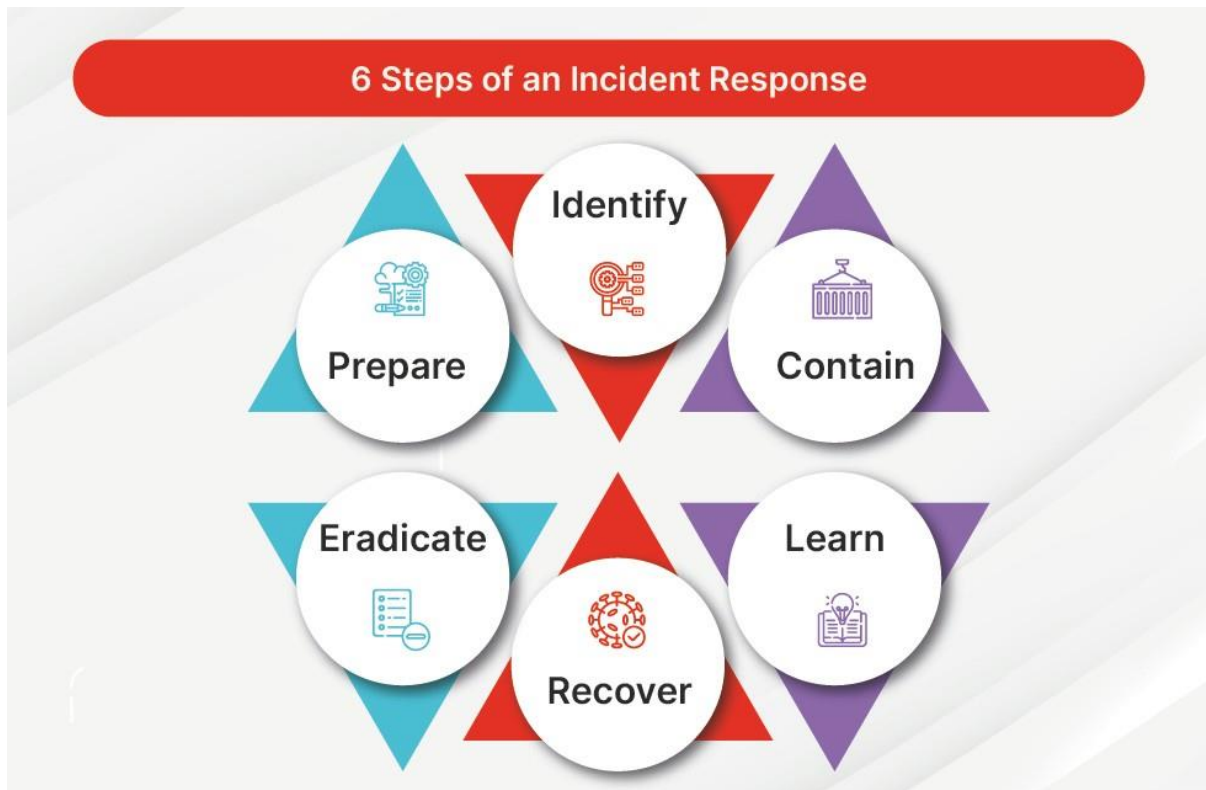 6 Steps of an Incident Response
Prepare
Identify
Contain
Eradicate
Recover
Learn